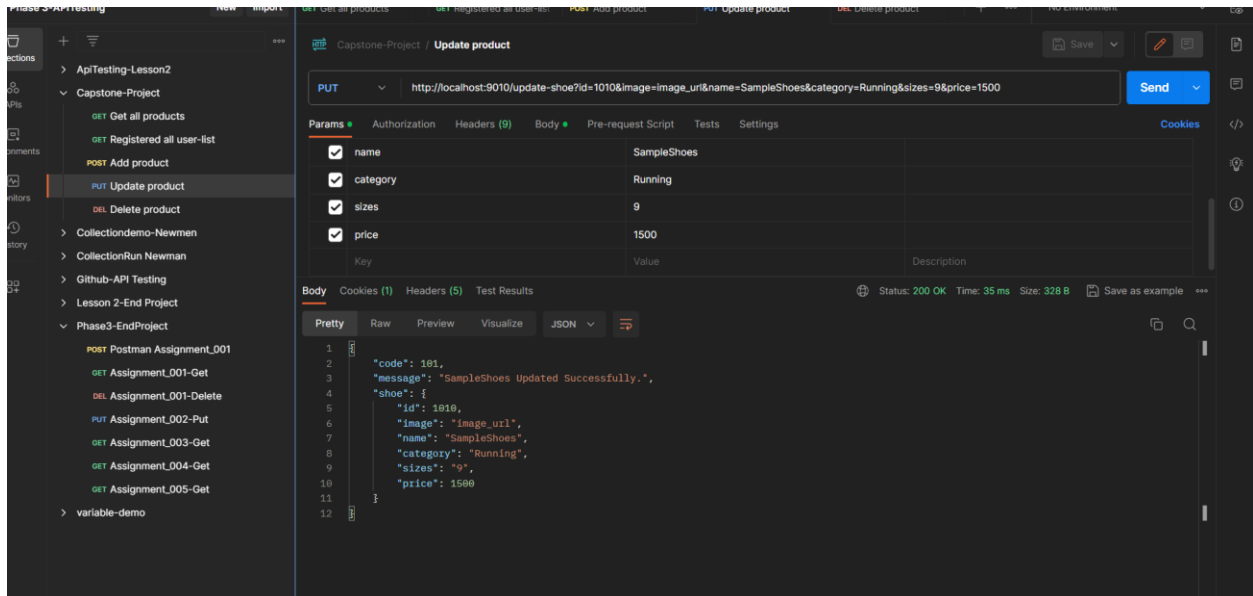 Phase 3-APITesting New Import GET Get all products GET Registered all user-list POST Add product PUT Update product DEL Delete product + No Environment
ections
APIs
onments
onitors
story
ApiTesting-Lesson2
Capstone-Project
GET Get all products
GET Registered all user-list
POST Add product
PUT Update product
DEL Delete product
Collectiondemo-Newmen
CollectionRun Newman
Github-API Testing
Lesson 2-End Project
Phase3-EndProject
POST Postman Assignment_001
GET Assignment_001-Get
DEL Assignment_001-Delete
PUT Assignment_002-Put
GET Assignment_003-Get
GET Assignment_004-Get
GET Assignment_005-Get
variable-demo
HTTP Capstone-Project / Update product Save
PUT http://localhost:9010/update-shoe?id=1010&image=image_url&name=SampleShoes&category=Running&sizes=9&price=1500 Send
Params Authorization Headers (9) Body Pre-request Script Tests Settings Cookies
name SampleShoes
category Running
sizes 9
price 1500
Key Value Description
Body Cookies (1) Headers (5) Test Results Status: 200 OK Time: 35 ms Size: 328 B Save as example
Pretty Raw Preview Visualize JSON
1 {
2 "code": 101,
3 "message": "SampleShoes Updated Successfully.",
4 "shoe": {
5 "id": 1010,
6 "image": "image_url",
7 "name": "SampleShoes",
8 "category": "Running",
9 "sizes": "9",
10 "price": 1500
11 }
12 }